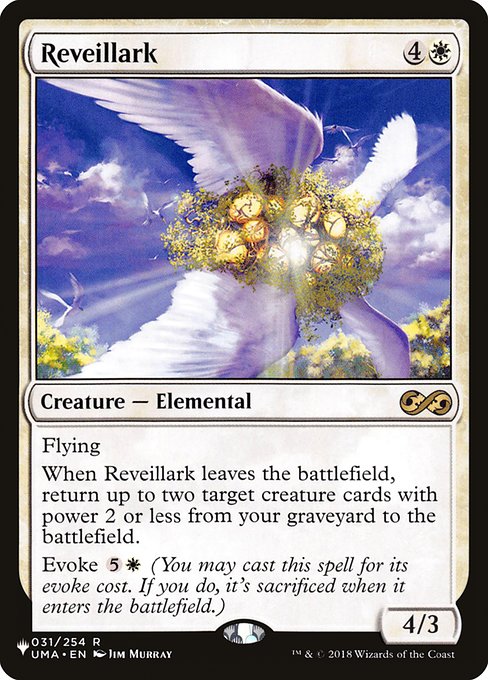 Reveillark 4
Creature — Elemental
Flying
When Reveillark leaves the battlefield,
return up to two target creature cards with
power 2 or less from your graveyard to the
battlefield.
Evoke 5 (You may cast this spell for its
evoke cost. If you do, it's sacrificed when it
enters the battlefield.)
4/3
031/254 R
UMA • EN Jim Murray
™ & © 2018 Wizards of the Coast